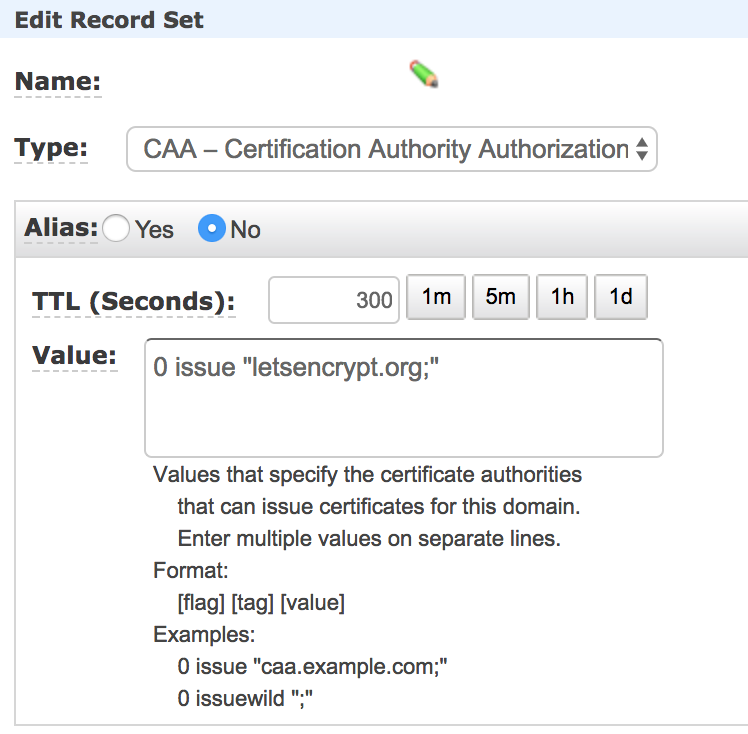 Edit Record Set
Name:
Type: CAA – Certification Authority Authorization
Alias: Yes No
TTL (Seconds): 300 1m 5m 1h 1d
Value: 0 issue "letsencrypt.org;"
Values that specify the certificate authorities
that can issue certificates for this domain.
Enter multiple values on separate lines.
Format:
[flag] [tag] [value]
Examples:
0 issue "caa.example.com;"
0 issuewild ";"